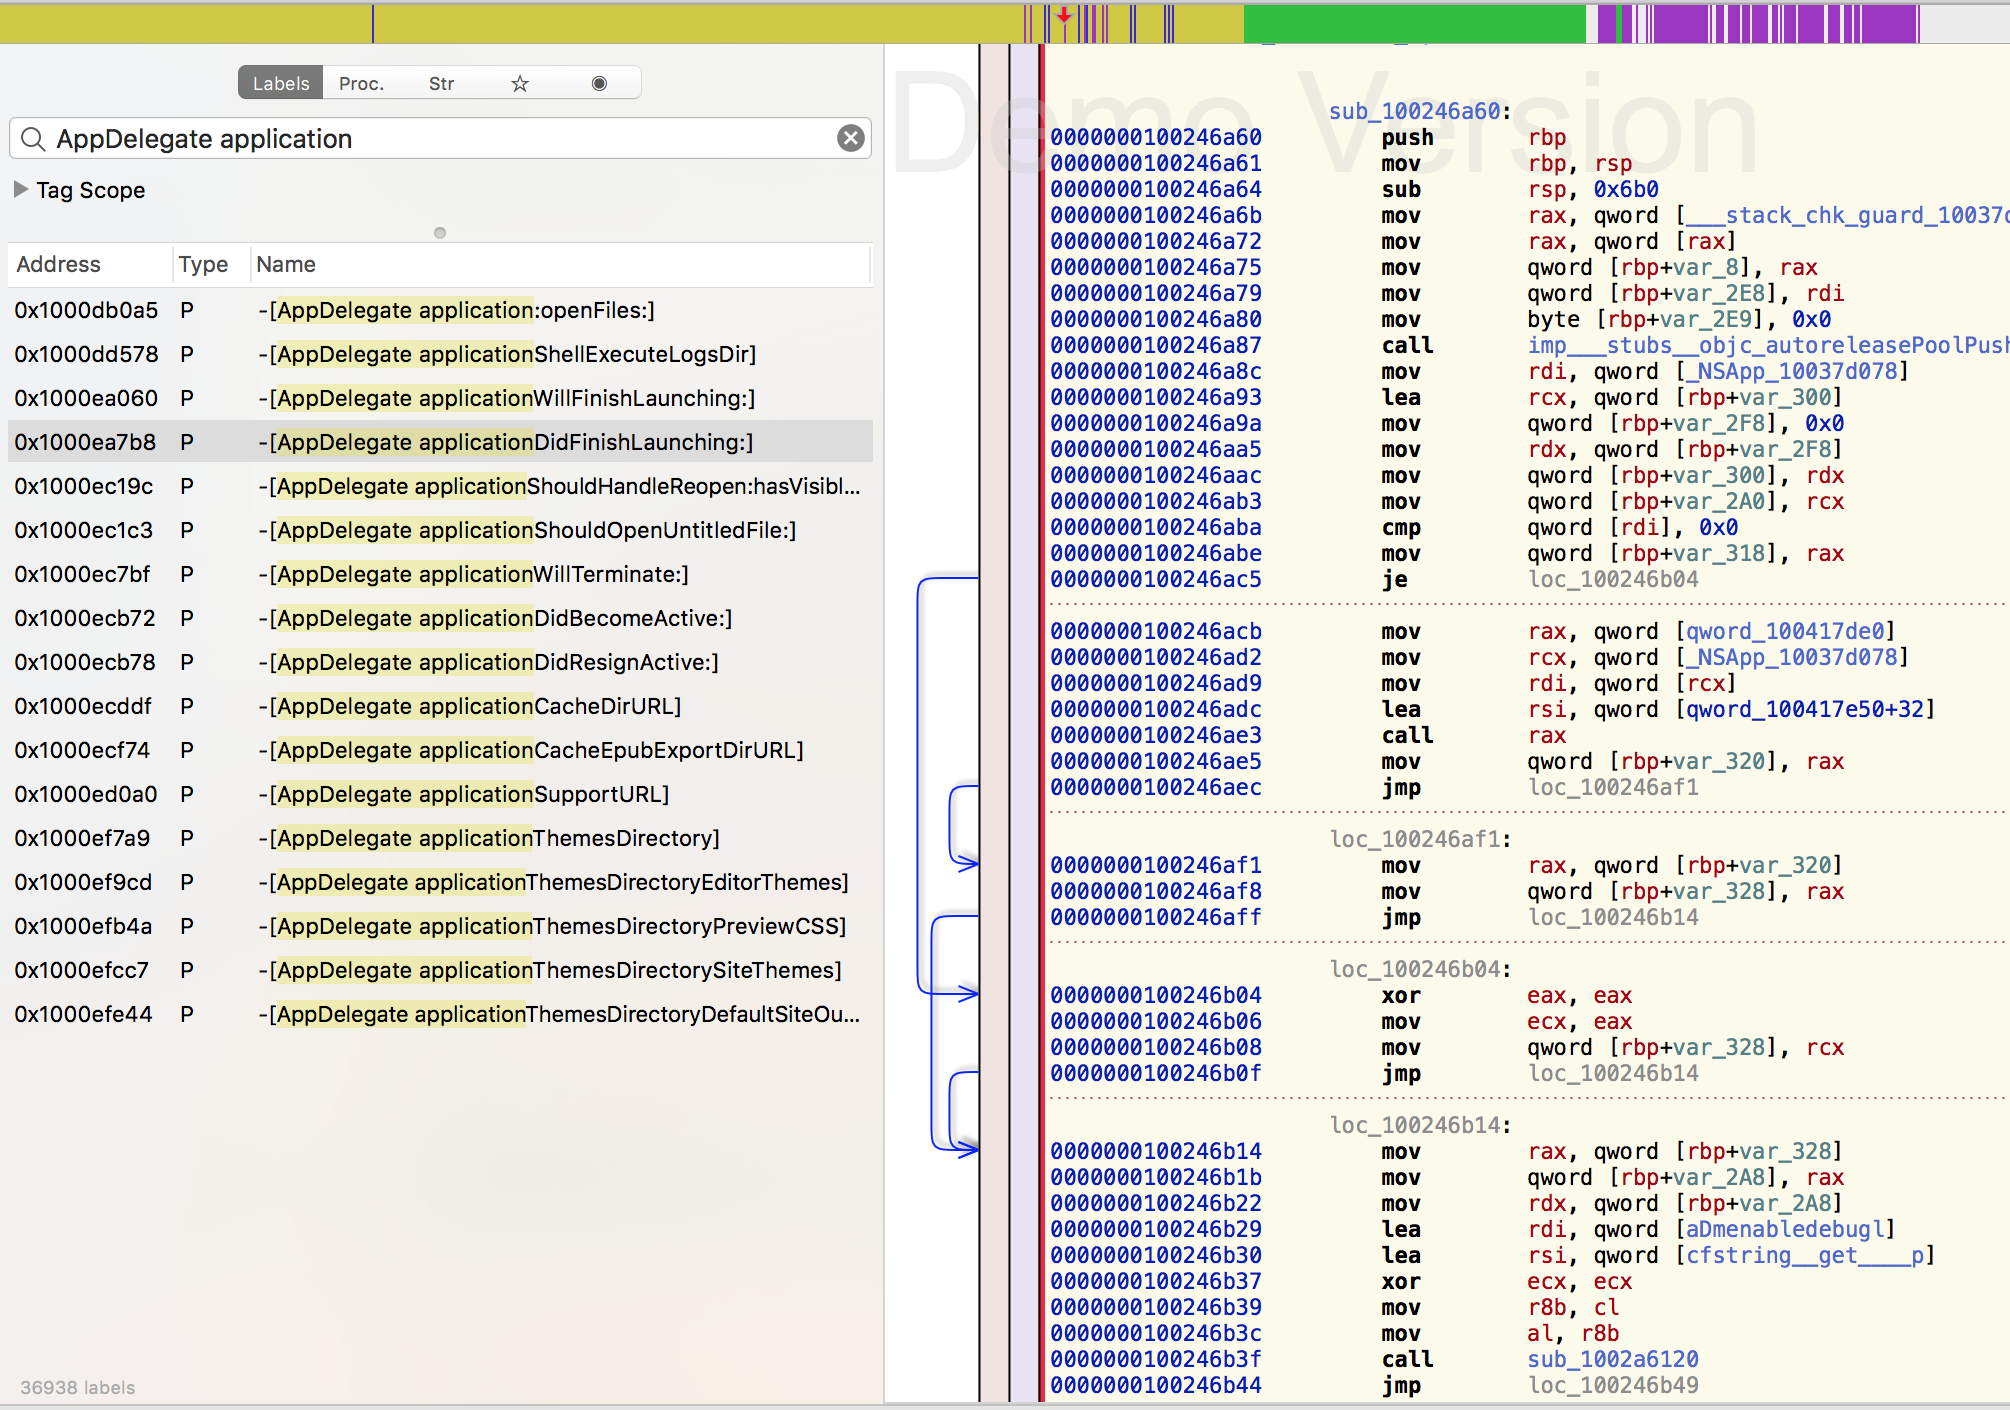 Labels Proc. Str
AppDelegate application
Tag Scope
Address Type Name
0x1000db0a5 P -[AppDelegate application:openFiles:]
0x1000dd578 P -[AppDelegate applicationShellExecuteLogsDir]
0x1000ea060 P -[AppDelegate applicationWillFinishLaunching:]
0x1000ea7b8 P -[AppDelegate applicationDidFinishLaunching:]
0x1000ec19c P -[AppDelegate applicationShouldHandleReopen:hasVisibl...
0x1000ec1c3 P -[AppDelegate applicationShouldOpenUntitledFile:]
0x1000ec7bf P -[AppDelegate applicationWillTerminate:]
0x1000ecb72 P -[AppDelegate applicationDidBecomeActive:]
0x1000ecb78 P -[AppDelegate applicationDidResignActive:]
0x1000ecddf P -[AppDelegate applicationCacheDirURL]
0x1000ecf74 P -[AppDelegate applicationCacheEpubExportDirURL]
0x1000ed0a0 P -[AppDelegate applicationSupportURL]
0x1000ef7a9 P -[AppDelegate applicationThemesDirectory]
0x1000ef9cd P -[AppDelegate applicationThemesDirectoryEditorThemes]
0x1000efb4a P -[AppDelegate applicationThemesDirectoryPreviewCSS]
0x1000efcc7 P -[AppDelegate applicationThemesDirectorySiteThemes]
0x1000efe44 P -[AppDelegate applicationThemesDirectoryDefaultSiteOu...
36938 labels
Demo Version
sub_100246a60:
0000000100246a60 push rbp
0000000100246a61 mov rbp, rsp
0000000100246a64 sub rsp, 0x6b0
0000000100246a6b mov rax, qword [___stack_chk_guard_10037d
0000000100246a72 mov rax, qword [rax]
0000000100246a75 mov qword [rbp+var_8], rax
0000000100246a79 mov qword [rbp+var_2E8], rdi
0000000100246a80 mov byte [rbp+var_2E9], 0x0
0000000100246a87 call imp___stubs__objc_autoreleasePoolPush
0000000100246a8c mov rdi, qword [_NSApp_10037d078]
0000000100246a93 lea rcx, qword [rbp+var_300]
0000000100246a9a mov qword [rbp+var_2F8], 0x0
0000000100246aa5 mov rdx, qword [rbp+var_2F8]
0000000100246aac mov qword [rbp+var_300], rdx
0000000100246ab3 mov qword [rbp+var_2A0], rcx
0000000100246aba cmp qword [rdi], 0x0
0000000100246abe mov qword [rbp+var_318], rax
0000000100246ac5 je loc_100246b04
0000000100246acb mov rax, qword [qword_100417de0]
0000000100246ad2 mov rcx, qword [_NSApp_10037d078]
0000000100246ad9 mov rdi, qword [rcx]
0000000100246adc lea rsi, qword [qword_100417e50+32]
0000000100246ae3 call rax
0000000100246ae5 mov qword [rbp+var_320], rax
0000000100246aec jmp loc_100246af1
loc_100246af1:
0000000100246af1 mov rax, qword [rbp+var_320]
0000000100246af8 mov qword [rbp+var_328], rax
0000000100246aff jmp loc_100246b14
loc_100246b04:
0000000100246b04 xor eax, eax
0000000100246b06 mov ecx, eax
0000000100246b08 mov qword [rbp+var_328], rcx
0000000100246b0f jmp loc_100246b14
loc_100246b14:
0000000100246b14 mov rax, qword [rbp+var_328]
0000000100246b1b mov qword [rbp+var_2A8], rax
0000000100246b22 mov rdx, qword [rbp+var_2A8]
0000000100246b29 lea rdi, qword [aDmenabledebugl]
0000000100246b30 lea rsi, qword [cfstring__get____p]
0000000100246b37 xor ecx, ecx
0000000100246b39 mov r8b, cl
0000000100246b3c mov al, r8b
0000000100246b3f call sub_1002a6120
0000000100246b44 jmp loc_100246b49